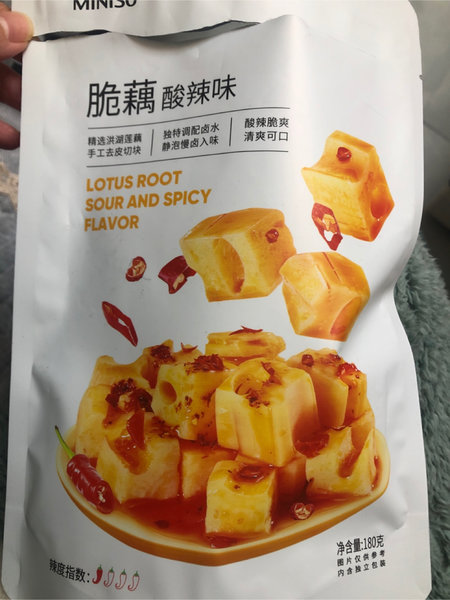 MINISO
脆藕 酸辣味
精选洪湖莲藕
手工去皮切块
独特调配卤水
静泡慢卤入味
酸辣脆爽
清爽可口
LOTUS ROOT
SOUR AND SPICY
FLAVOR
净含量:180克
图片仅供参考
内含独立包装
辣度指数: